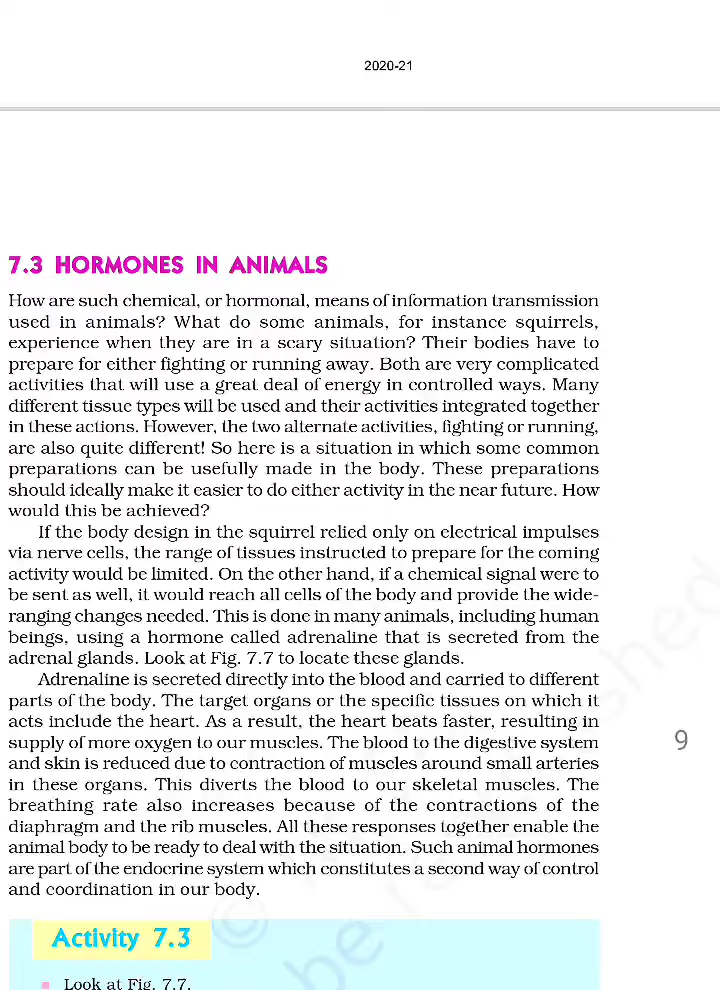 2020-21
7.3 HORMONES IN ANIMALS
How are such chemical, or hormonal, means of information transmission
used in animals? What do some animals, for instance squirrels,
experience when they are in a scary situation? Their bodies have to
prepare for either fighting or running away. Both are very complicated
activities that will use a great deal of energy in controlled ways. Many
different tissue types will be used and their activities integrated together
in these actions. However, the two alternate activities, fighting or running,
are also quite different! So here is a situation in which some common
preparations can be usefully made in the body. These preparations
should ideally make it easier to do either activity in the near future. How
would this be achieved?
If the body design in the squirrel relied only on electrical impulses
via nerve cells, the range of tissues instructed to prepare for the coming
activity would be limited. On the other hand, if a chemical signal were to
be sent as well, it would reach all cells of the body and provide the wide-
ranging changes needed. This is done in many animals, including human
beings, using a hormone called adrenaline that is secreted from the
adrenal glands. Look at Fig. 7.7 to locate these glands.
Adrenaline is secreted directly into the blood and carried to different
parts of the body. The target organs or the specific tissues on which it
acts include the heart. As a result, the heart beats faster, resulting in
supply of more oxygen to our muscles. The blood to the digestive system
and skin is reduced due to contraction of muscles around small arteries
in these organs. This diverts the blood to our skeletal muscles. The
breathing rate also increases because of the contractions of the
diaphragm and the rib muscles. All these responses together enable the
animal body to be ready to deal with the situation. Such animal hormones
are part of the endocrine system which constitutes a second way of control
and coordination in our body.
9
Activity 7.3
Look at Fig. 7.7.
© 
be
shed